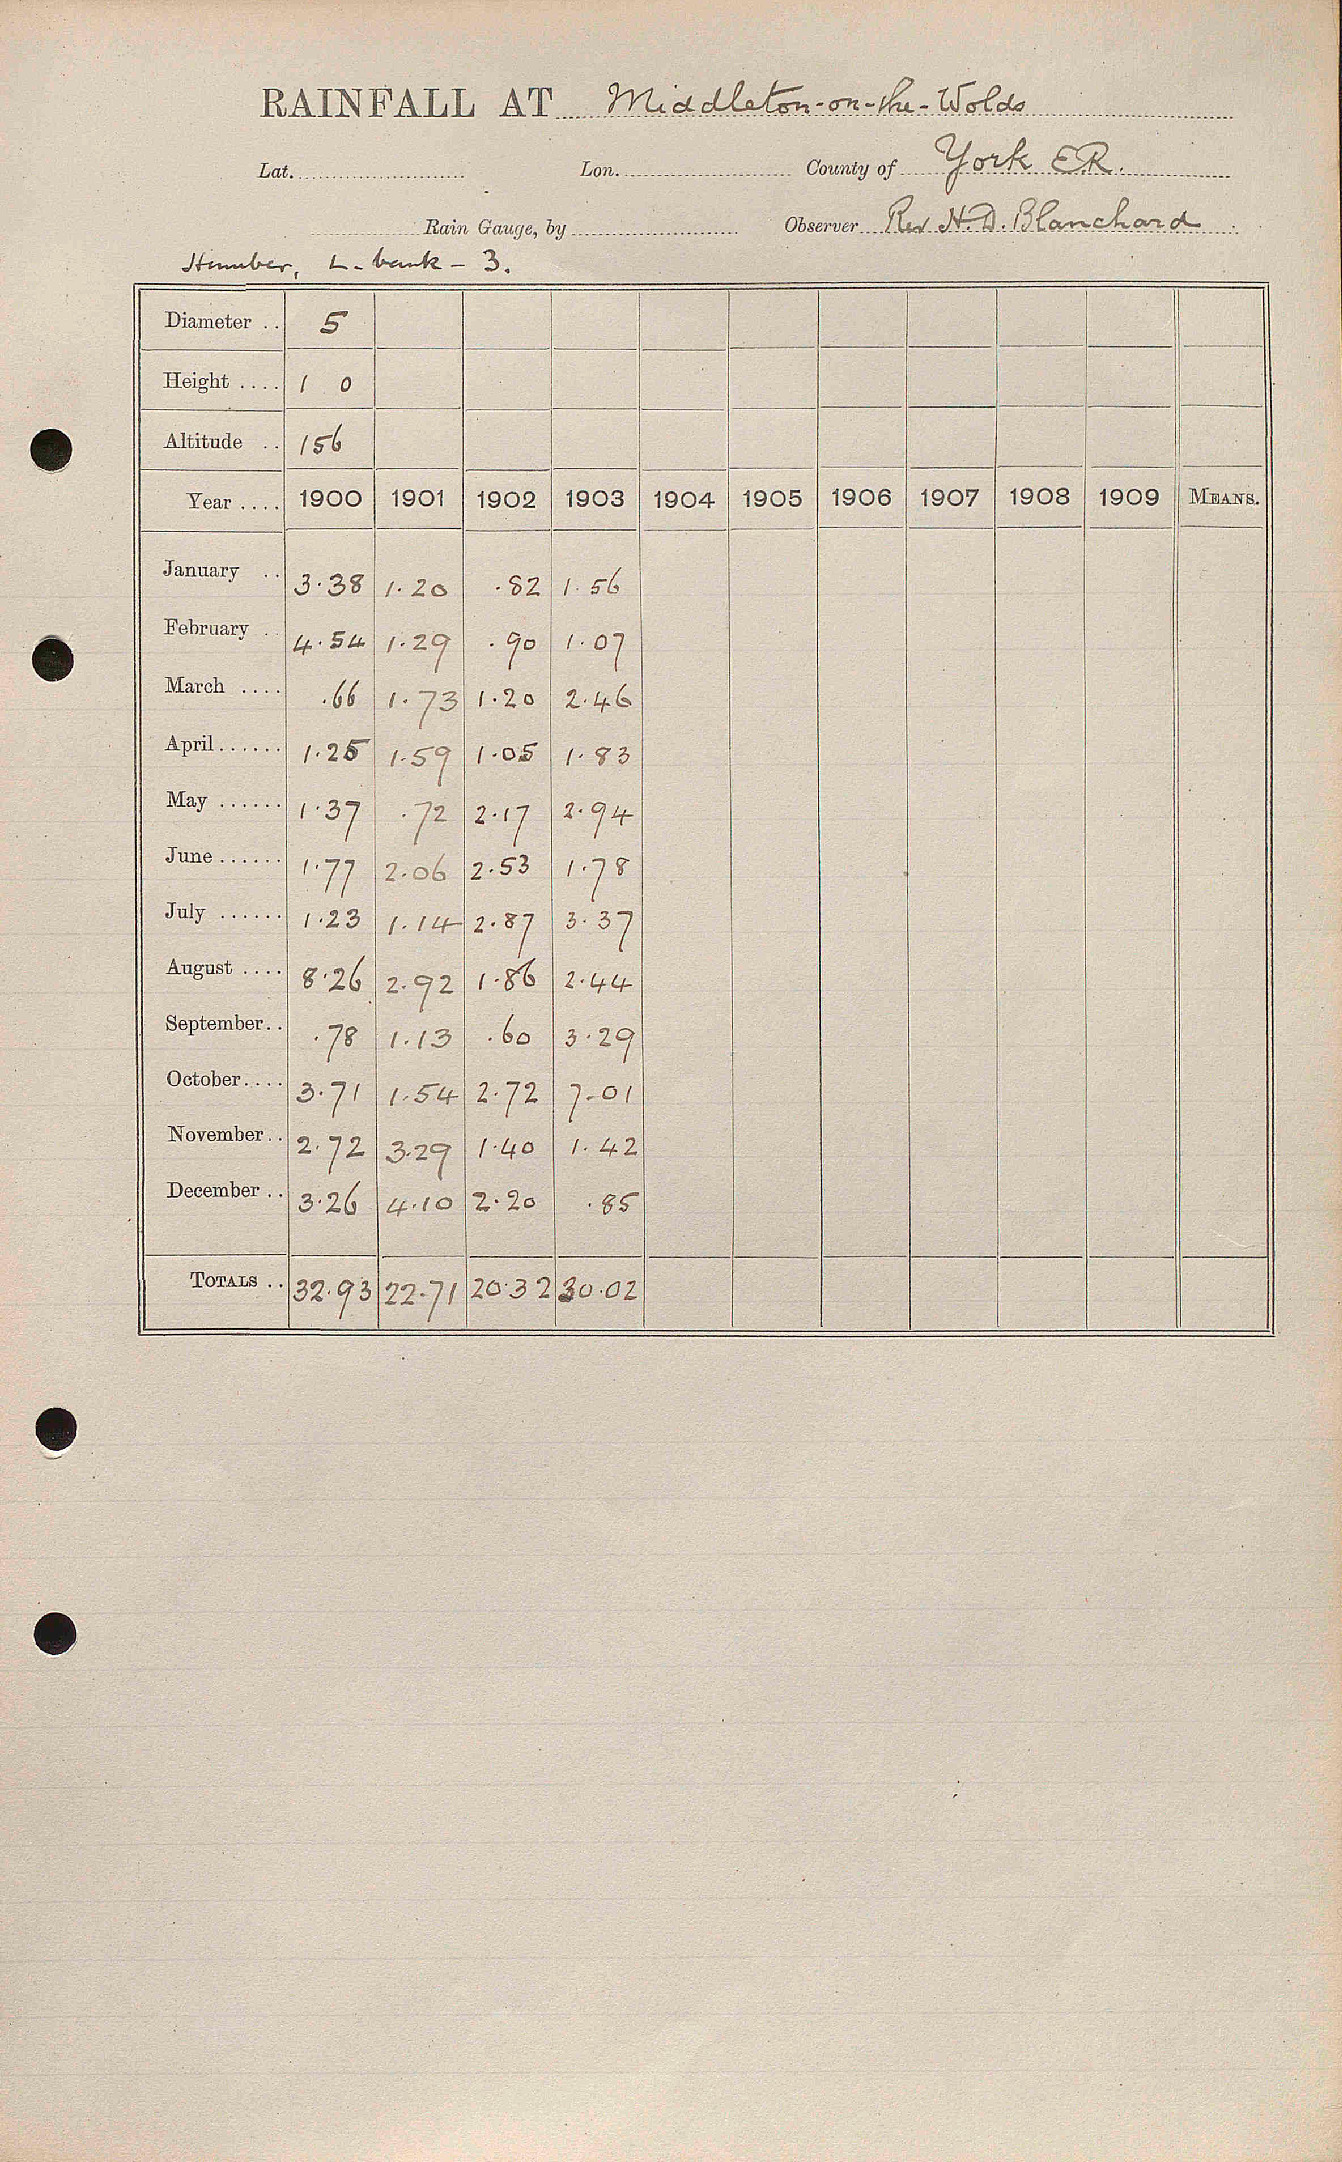 RAINFALL AT Middleton-on-the-Wolds
Lat. Lon. County of York E.R.
Rain Gauge, by Observer Rev H. D. Blanchard
Humber, L. bank - 3.
Diameter .. 5
Height .... 1 0
Altitude .. 156
Year .... 1900 1901 1902 1903 1904 1905 1906 1907 1908 1909 MEANS.
January .. 3.38 1.20 .82 1.56
February .. 4.54 1.29 .90 1.07
March .... .66 1.73 1.20 2.46
April ...... 1.25 1.59 1.05 1.83
May ...... 1.37 .72 2.17 2.94
June ...... 1.77 2.06 2.53 1.78
July ...... 1.23 1.14 2.87 3.37
August .... 8.26 2.92 1.86 2.44
September .. .78 1.13 .60 3.29
October .... 3.71 1.54 2.72 7.01
November .. 2.72 3.29 1.40 1.42
December .. 3.26 4.10 2.20 .85
TOTALS .. 32.93 22.71 20.32 30.02